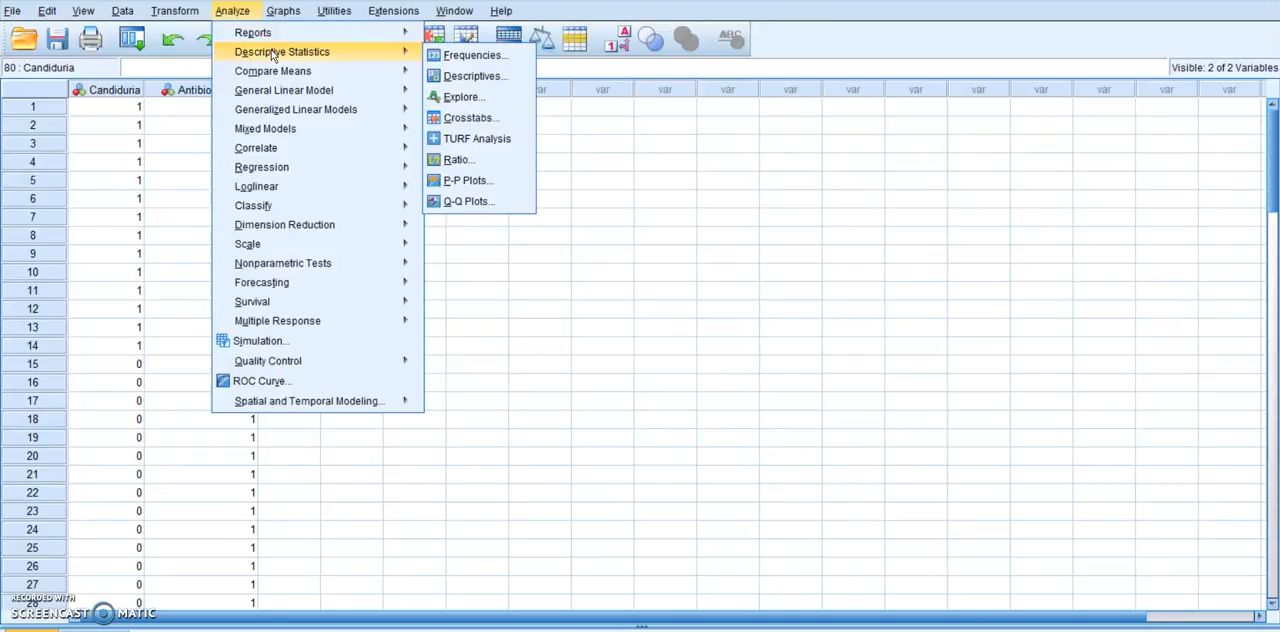 File Edit View Data Transform Analyze Graphs Utilities Extensions Window Help
80 : Candiduria
Visible: 2 of 2 Variables
Candiduria Antibio var var var var var var var var var var var var
Reports
Descriptive Statistics
Compare Means
General Linear Model
Generalized Linear Models
Mixed Models
Correlate
Regression
Loglinear
Classify
Dimension Reduction
Scale
Nonparametric Tests
Forecasting
Survival
Multiple Response
Simulation...
Quality Control
ROC Curve...
Spatial and Temporal Modeling...
Frequencies...
Descriptives...
Explore...
Crosstabs...
TURF Analysis
Ratio...
P-P Plots...
Q-Q Plots...
1 1
2 1
3 1
4 1
5 1
6 1
7 1
8 1
9 1
10 1
11 1
12 1
13 1
14 1
15 0
16 0
17 0
18 0 1
19 0 1
20 0 1
21 0 1
22 0 1
23 0 1
24 0 1
25 0 1
26 0 1
27 0 1
28 0 1
RECORDED WITH
SCREENCAST MATIC